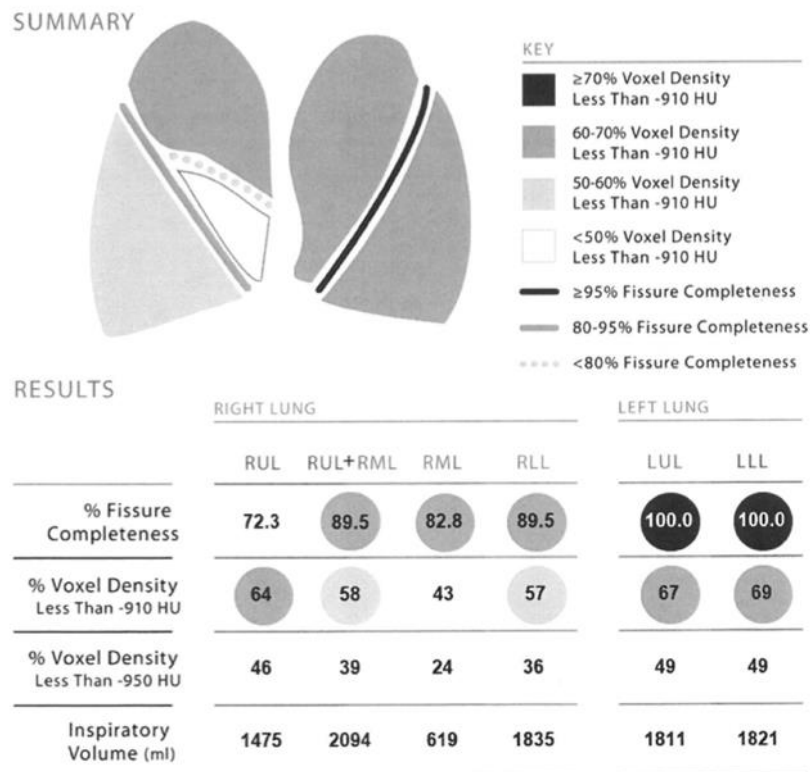 SUMMARY
KEY
≥70% Voxel Density
Less Than -910 HU
60-70% Voxel Density
Less Than -910 HU
50-60% Voxel Density
Less Than -910 HU
<50% Voxel Density
Less Than -910 HU
≥95% Fissure Completeness
80-95% Fissure Completeness
<80% Fissure Completeness
RESULTS
RIGHT LUNG LEFT LUNG
RUL RUL+RML RML RLL LUL LLL
% Fissure
Completeness
72.3 89.5 82.8 89.5 100.0 100.0
% Voxel Density
Less Than -910 HU
64 58 43 57 67 69
% Voxel Density
Less Than -950 HU
46 39 24 36 49 49
Inspiratory
Volume (ml)
1475 2094 619 1835 1811 1821